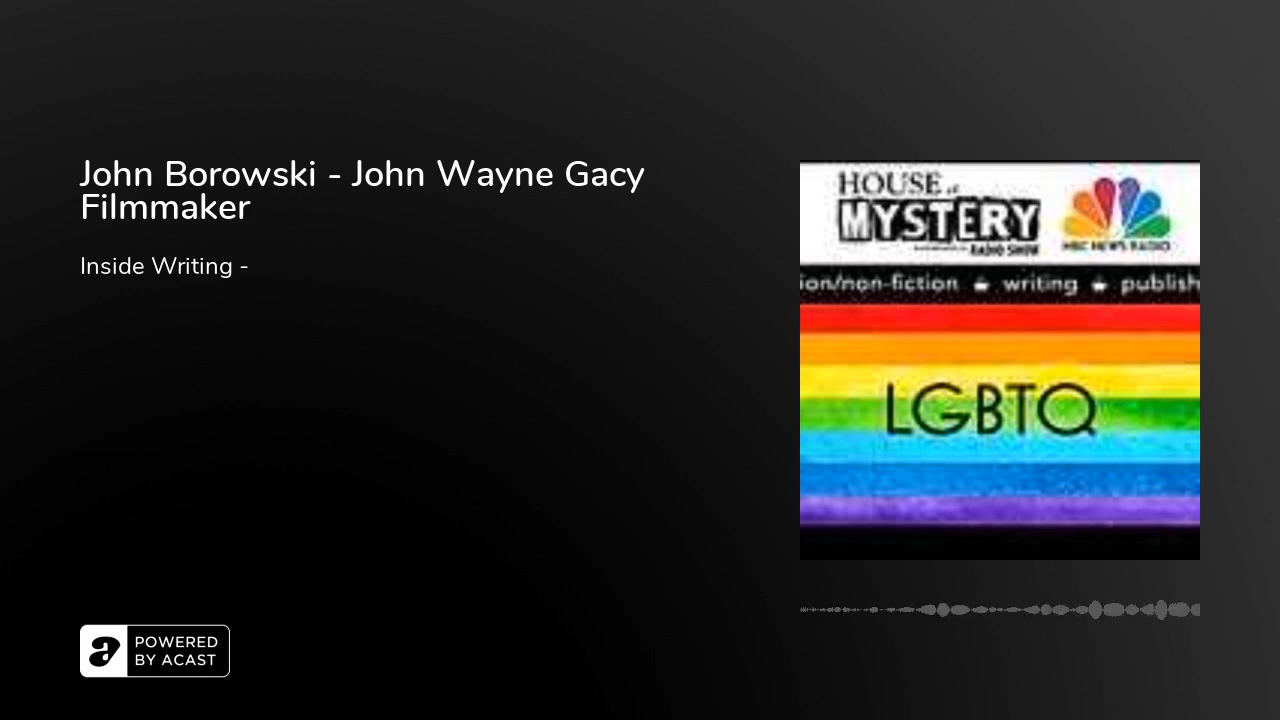 John Borowski - John Wayne Gacy
Filmmaker
Inside Writing -
HOUSE of
MYSTERY
RADIO SHOW
NBC NEWS RADIO
ion/non-fiction writing publish
LGBTQ
a POWERED
BY ACAST